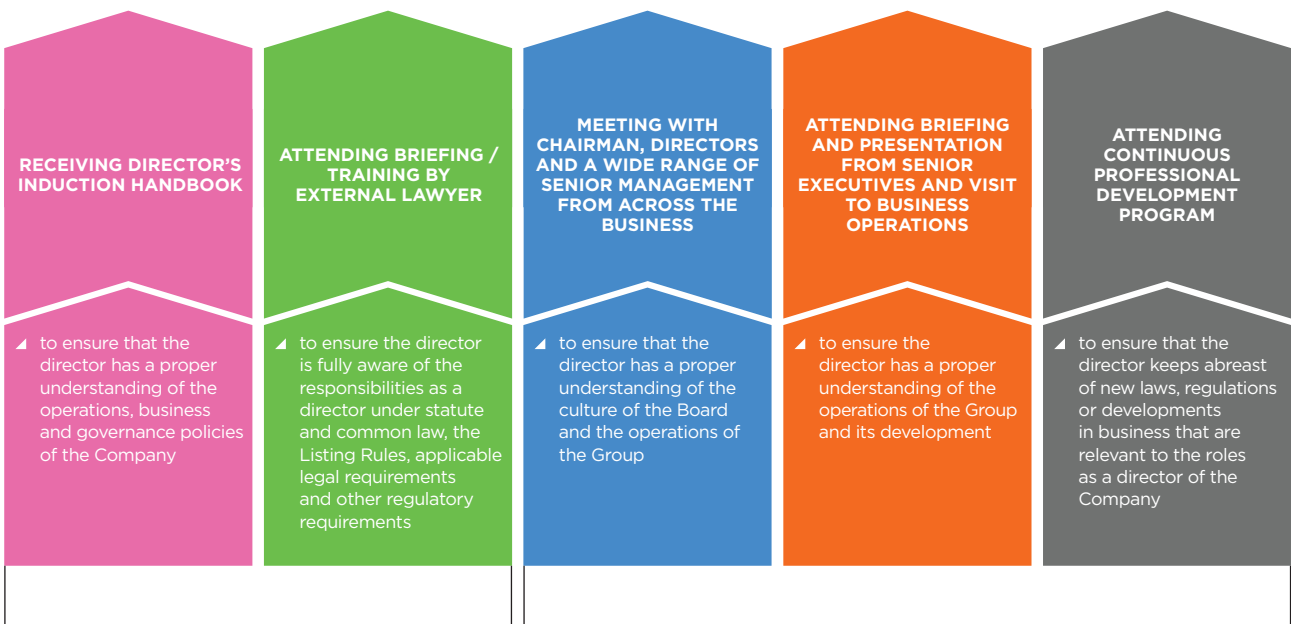 RECEIVING DIRECTOR'S
INDUCTION HANDBOOK
to ensure that the
director has a proper
understanding of the
operations, business
and governance policies
of the Company
ATTENDING BRIEFING /
TRAINING BY
EXTERNAL LAWYER
to ensure the director
is fully aware of the
responsibilities as a
director under statute
and common law, the
Listing Rules, applicable
legal requirements
and other regulatory
requirements
MEETING WITH
CHAIRMAN, DIRECTORS
AND A WIDE RANGE OF
SENIOR MANAGEMENT
FROM ACROSS THE
BUSINESS
to ensure that the
director has a proper
understanding of the
culture of the Board
and the operations of
the Group
ATTENDING BRIEFING
AND PRESENTATION
FROM SENIOR
EXECUTIVES AND VISIT
TO BUSINESS
OPERATIONS
to ensure the
director has a proper
understanding of the
operations of the Group
and its development
ATTENDING
CONTINUOUS
PROFESSIONAL
DEVELOPMENT
PROGRAM
to ensure that the
director keeps abreast
of new laws, regulations
or developments
in business that are
relevant to the roles
as a director of the
Company